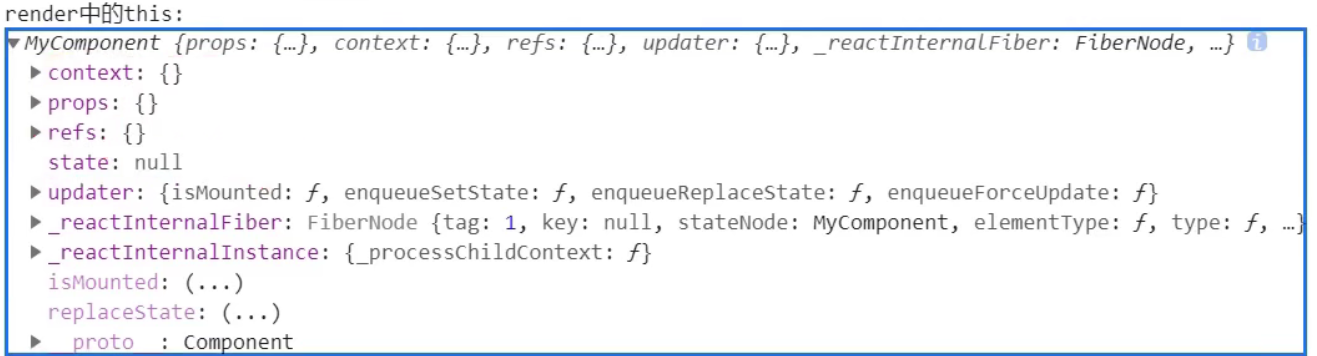 render中的this:
▼MyComponent {props: {…}, context: {…}, refs: {…}, updater: {…}, _reactInternalFiber: FiberNode, …} i
▶context: {}
▶props: {}
▶refs: {}
state: null
▶updater: {isMounted: ƒ, enqueueSetState: ƒ, enqueueReplaceState: ƒ, enqueueForceUpdate: ƒ}
▶_reactInternalFiber: FiberNode {tag: 1, key: null, stateNode: MyComponent, elementType: ƒ, type: ƒ, …}
▶_reactInternalInstance: {_processChildContext: ƒ}
isMounted: (...)
replaceState: (...)
▶__proto__: Component